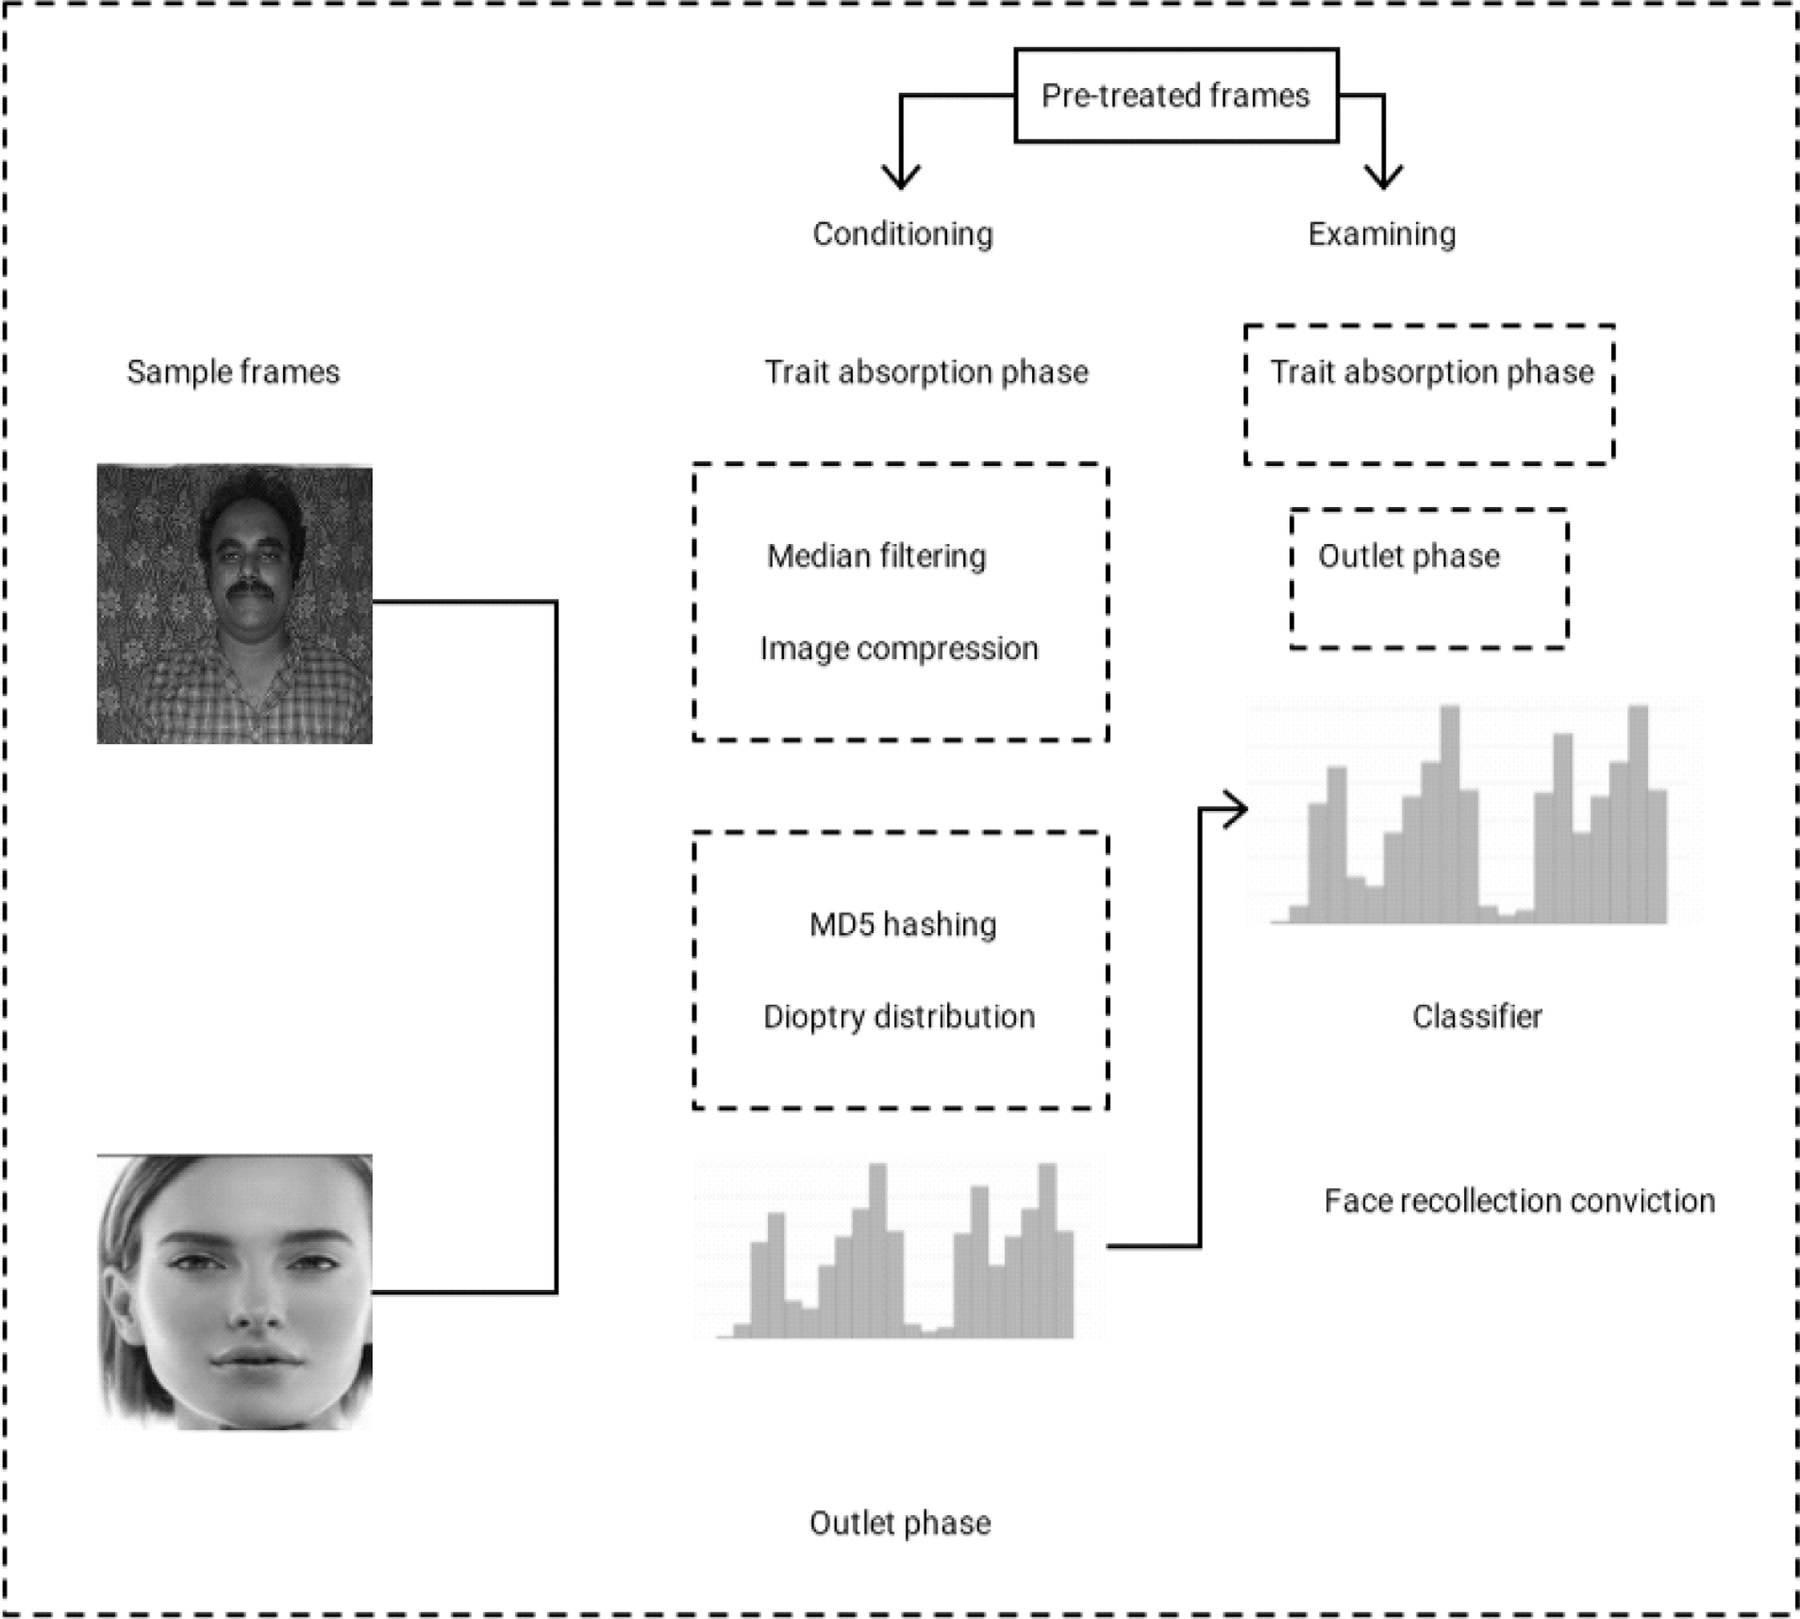 Pre-treated frames
Conditioning
Examining
Sample frames
Trait absorption phase
Trait absorption phase
Median filtering
Image compression
Outlet phase
MD5 hashing
Dioptry distribution
Classifier
Face recollection conviction
Outlet phase